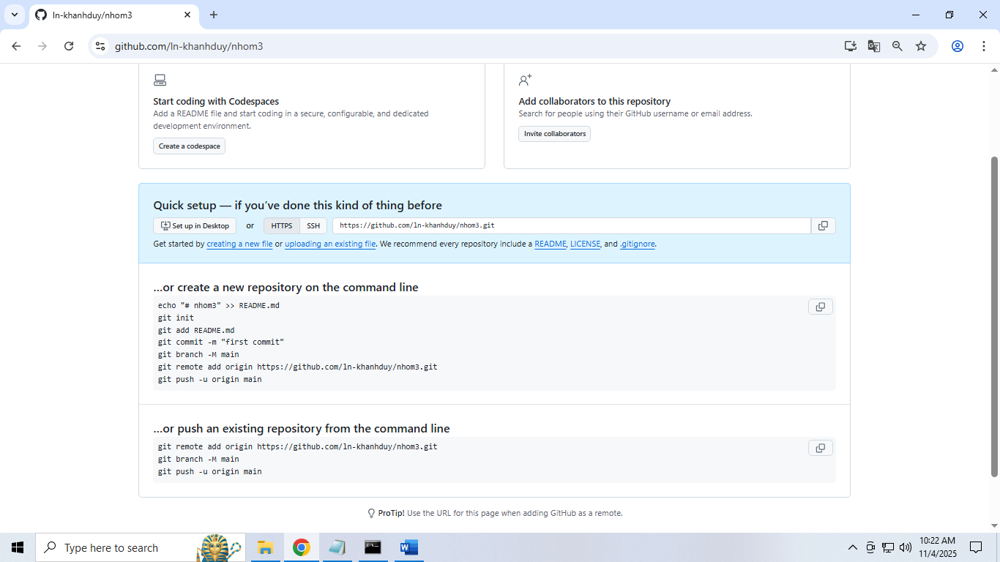 ln-khanhduy/nhom3
github.com/ln-khanhduy/nhom3
Start coding with Codespaces
Add a README file and start coding in a secure, configurable, and dedicated
development environment.
Create a codespace
Add collaborators to this repository
Search for people using their GitHub username or email address.
Invite collaborators
Quick setup — if you’ve done this kind of thing before
Set up in Desktop or HTTPS SSH https://github.com/ln-khanhduy/nhom3.git
Get started by creating a new file or uploading an existing file. We recommend every repository include a README, LICENSE, and .gitignore.
…or create a new repository on the command line
echo "# nhom3" >> README.md
git init
git add README.md
git commit -m "first commit"
git branch -M main
git remote add origin https://github.com/ln-khanhduy/nhom3.git
git push -u origin main
…or push an existing repository from the command line
git remote add origin https://github.com/ln-khanhduy/nhom3.git
git branch -M main
git push -u origin main
ProTip! Use the URL for this page when adding GitHub as a remote.
Type here to search
10:22 AM
11/4/2025